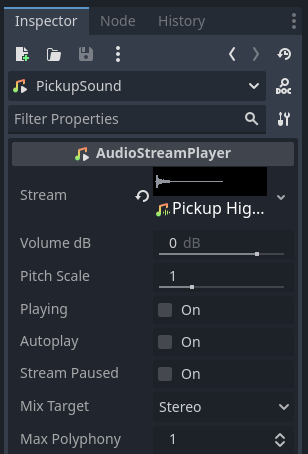 Inspector Node History
PickupSound
DOC
Filter Properties
AudioStreamPlayer
Stream
Pickup Hig...
Volume dB 0 dB
Pitch Scale 1
Playing On
Autoplay On
Stream Paused On
Mix Target Stereo
Max Polyphony 1